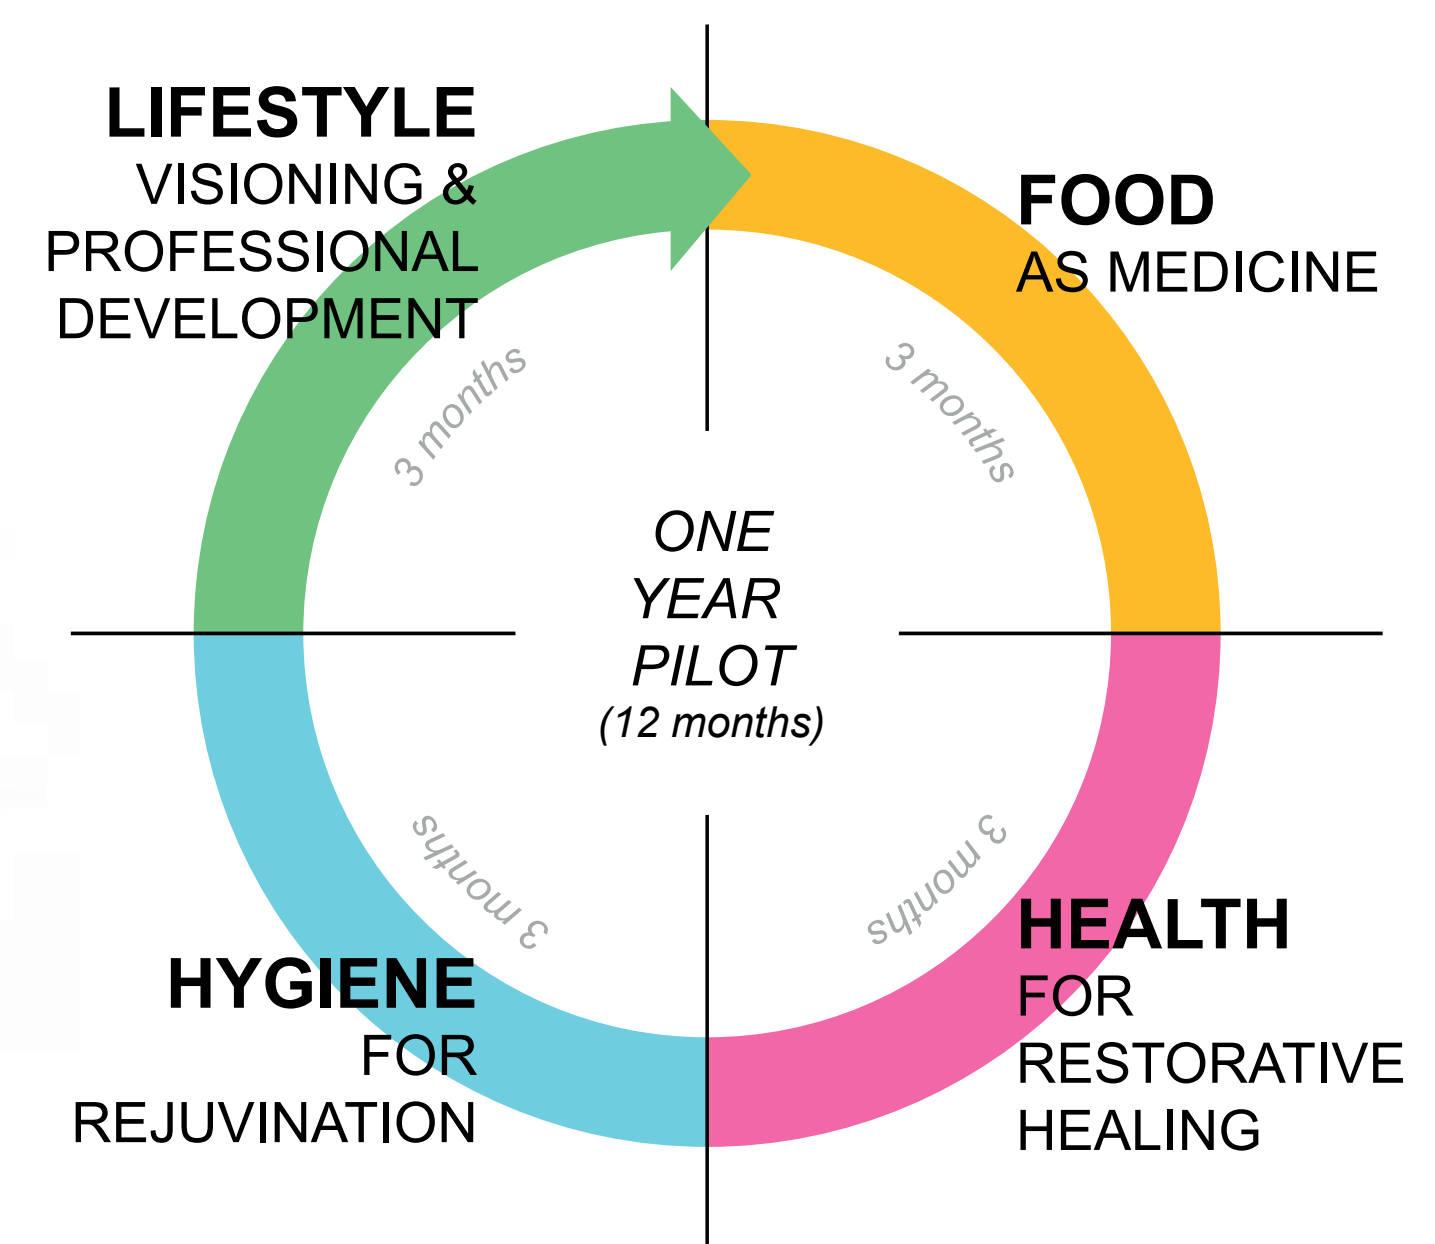 LIFESTYLE
VISIONING &
PROFESSIONAL
DEVELOPMENT
3 months
FOOD
AS MEDICINE
3 months
ONE
YEAR
PILOT
(12 months)
HYGIENE
FOR
REJUVINATION
3 months
HEALTH
FOR
RESTORATIVE
HEALING
3 months